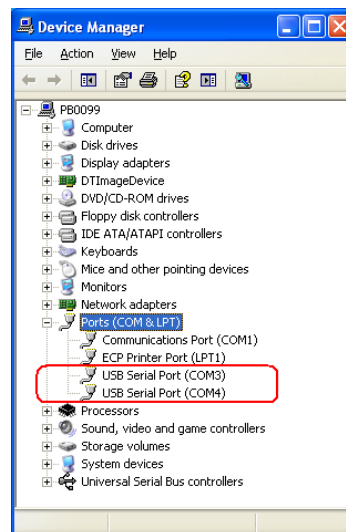 Device Manager
File Action View Help
PB0099
Computer
Disk drives
Display adapters
DTImageDevice
DVD/CD-ROM drives
Floppy disk controllers
IDE ATA/ATAPI controllers
Keyboards
Mice and other pointing devices
Monitors
Network adapters
Ports (COM & LPT)
Communications Port (COM1)
ECP Printer Port (LPT1)
USB Serial Port (COM3)
USB Serial Port (COM4)
Processors
Sound, video and game controllers
Storage volumes
System devices
Universal Serial Bus controllers